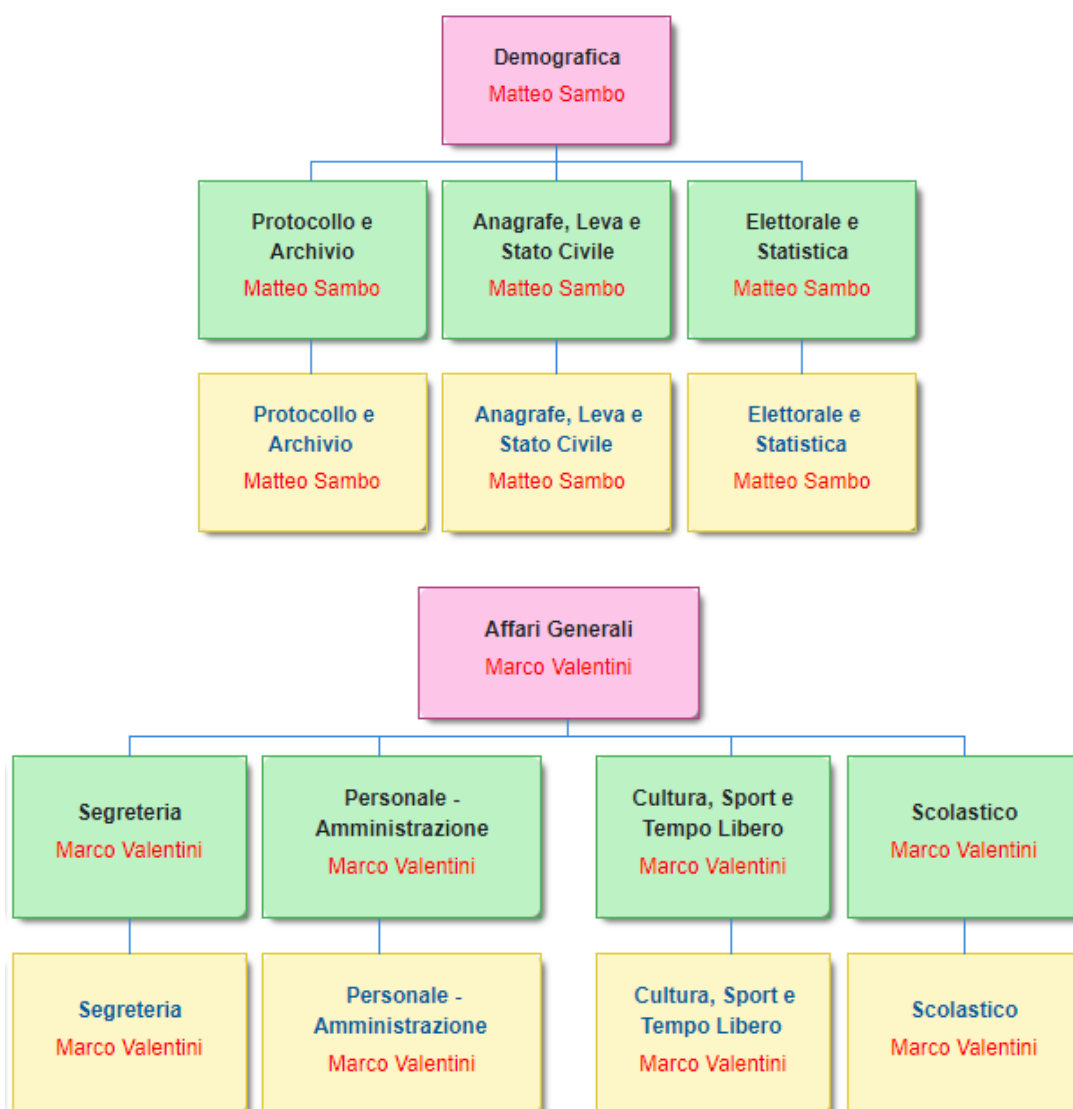 Demografica
Matteo Sambo
Protocollo e
Archivio
Matteo Sambo
Anagrafe, Leva e
Stato Civile
Matteo Sambo
Elettorale e
Statistica
Matteo Sambo
Protocollo e
Archivio
Matteo Sambo
Anagrafe, Leva e
Stato Civile
Matteo Sambo
Elettorale e
Statistica
Matteo Sambo
Affari Generali
Marco Valentini
Segreteria
Marco Valentini
Personale -
Amministrazione
Marco Valentini
Cultura, Sport e
Tempo Libero
Marco Valentini
Scolastico
Marco Valentini
Segreteria
Marco Valentini
Personale -
Amministrazione
Marco Valentini
Cultura, Sport e
Tempo Libero
Marco Valentini
Scolastico
Marco Valentini